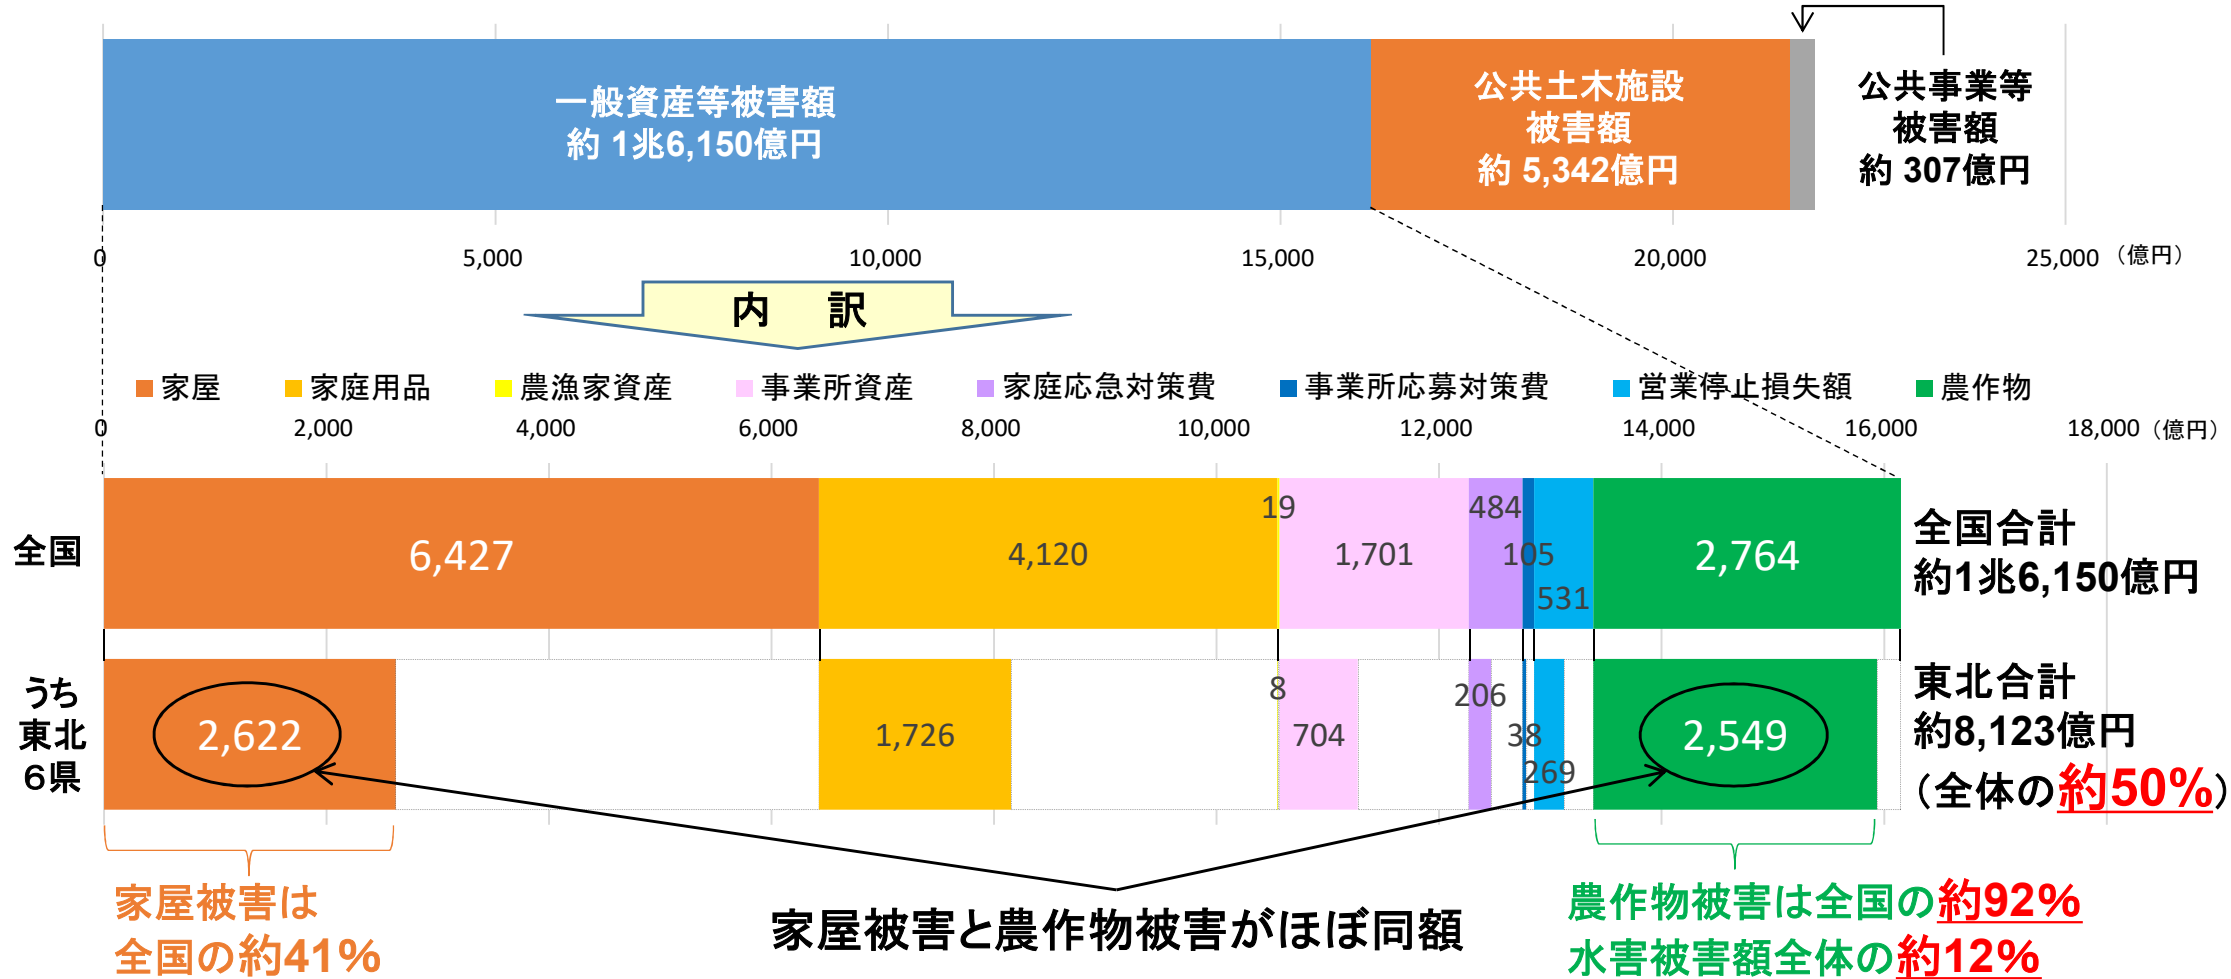 一般資産等被害額
約 1兆6,150億円
公共土木施設
被害額
約 5,342億円
公共事業等
被害額
約 307億円
0 5,000 10,000 15,000 20,000 25,000 （億円）
内　訳
家屋 家庭用品 農漁家資産 事業所資産 家庭応急対策費 事業所応募対策費 営業停止損失額 農作物
0 2,000 4,000 6,000 8,000 10,000 12,000 14,000 16,000 18,000 （億円）
全国
6,427 4,120 19 1,701 484 105 531 2,764
全国合計
約1兆6,150億円
うち
東北
６県
2,622 1,726 8 704 206 38 269 2,549
東北合計
約8,123億円
（全体の約50%）
家屋被害は
全国の約41%
家屋被害と農作物被害がほぼ同額
農作物被害は全国の約92%
水害被害額全体の約12%